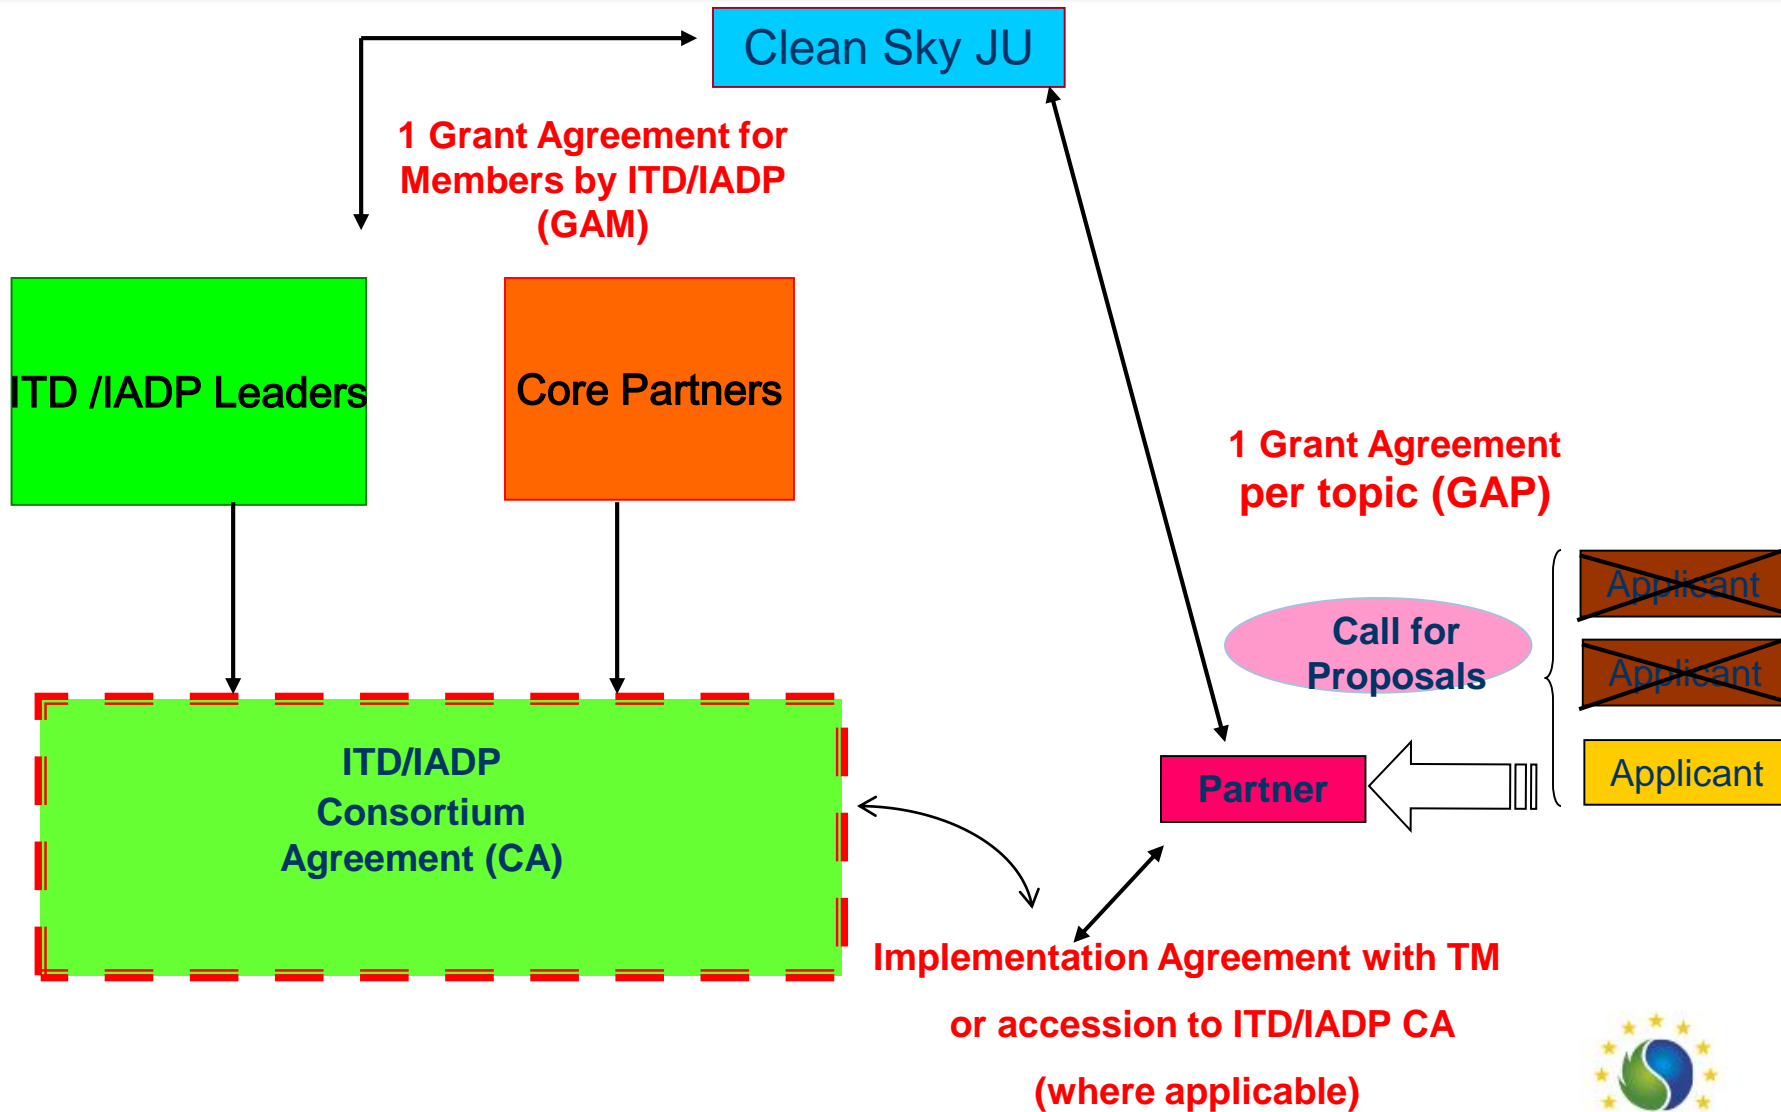 Clean Sky JU
1 Grant Agreement for
Members by ITD/IADP
(GAM)
ITD /IADP Leaders
Core Partners
1 Grant Agreement
per topic (GAP)
Applicant
Call for
Proposals
Applicant
Applicant
Partner
ITD/IADP
Consortium
Agreement (CA)
Implementation Agreement with TM
or accession to ITD/IADP CA
(where applicable)